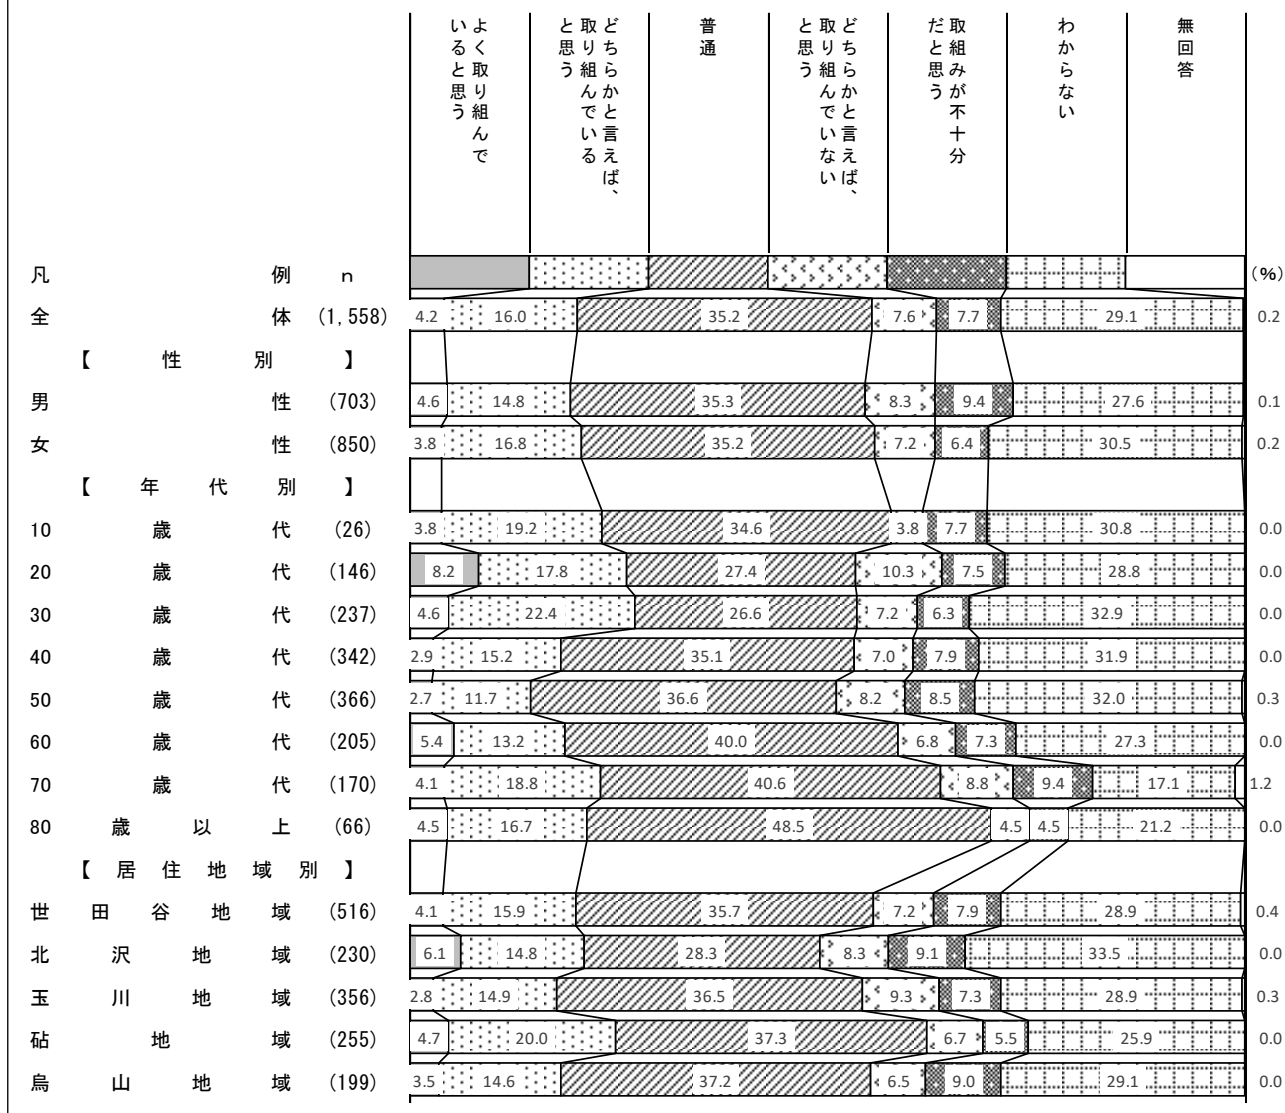 よく取り組んで
いると思う
どちらかと言えば、
取り組んでいる
と思う
普通
どちらかと言えば、
取り組んでいない
と思う
取組みが不十分
だと思う
わからない
無回答
凡例 n (%)
全体 (1,558) 4.2 16.0 35.2 7.6 7.7 29.1 0.2
【性別】
男性 (703) 4.6 14.8 35.3 8.3 9.4 27.6 0.1
女性 (850) 3.8 16.8 35.2 7.2 6.4 30.5 0.2
【年代別】
10歳代 (26) 3.8 19.2 34.6 3.8 7.7 30.8 0.0
20歳代 (146) 8.2 17.8 27.4 10.3 7.5 28.8 0.0
30歳代 (237) 4.6 22.4 26.6 7.2 6.3 32.9 0.0
40歳代 (342) 2.9 15.2 35.1 7.0 7.9 31.9 0.0
50歳代 (366) 2.7 11.7 36.6 8.2 8.5 32.0 0.3
60歳代 (205) 5.4 13.2 40.0 6.8 7.3 27.3 0.0
70歳代 (170) 4.1 18.8 40.6 8.8 9.4 17.1 1.2
80歳以上 (66) 4.5 16.7 48.5 4.5 4.5 21.2 0.0
【居住地域別】
世田谷地域 (516) 4.1 15.9 35.7 7.2 7.9 28.9 0.4
北沢地域 (230) 6.1 14.8 28.3 8.3 9.1 33.5 0.0
玉川地域 (356) 2.8 14.9 36.5 9.3 7.3 28.9 0.3
砧地域 (255) 4.7 20.0 37.3 6.7 5.5 25.9 0.0
烏山地域 (199) 3.5 14.6 37.2 6.5 9.0 29.1 0.0